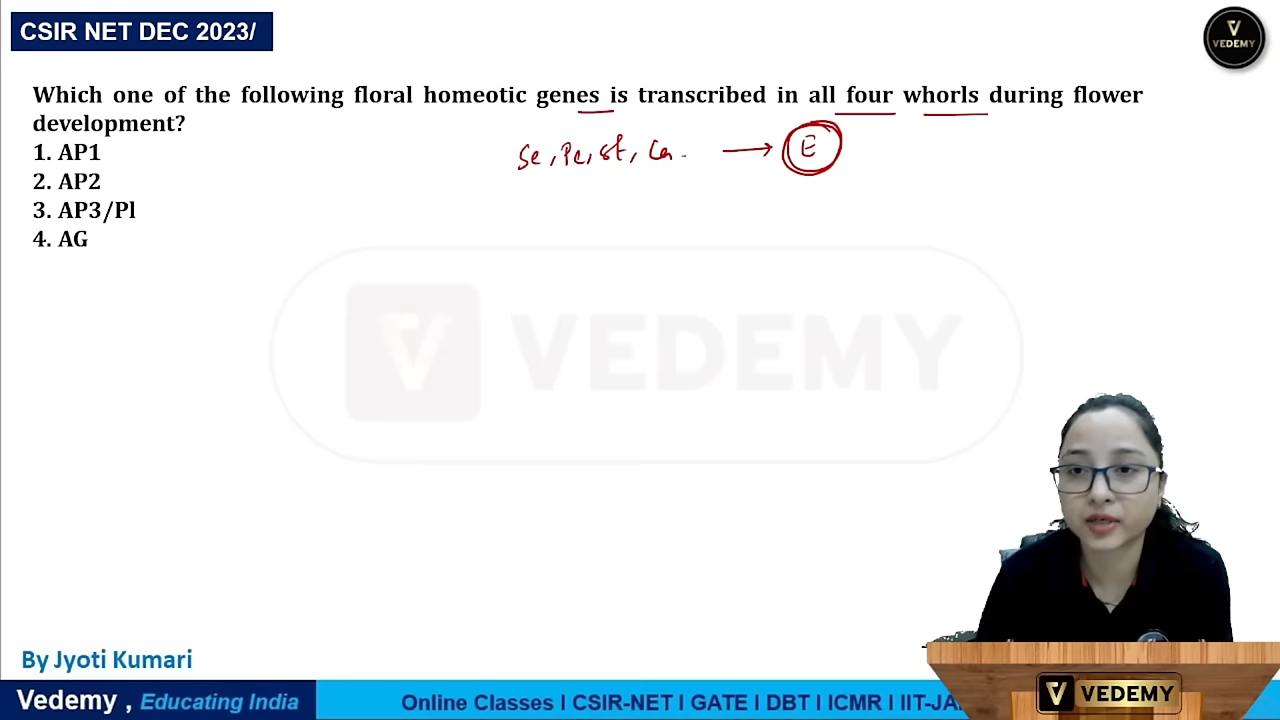 CSIR NET DEC 2023/
VEDEMY
Which one of the following floral homeotic genes is transcribed in all four whorls during flower
development?
1. AP1
Se, Pe, St, Ca. → E
2. AP2
3. AP3/Pl
4. AG
VEDEMY
By Jyoti Kumari
Vedemy , Educating India
Online Classes I CSIR-NET I GATE I DBT I ICMR I IIT-JA
VEDEMY